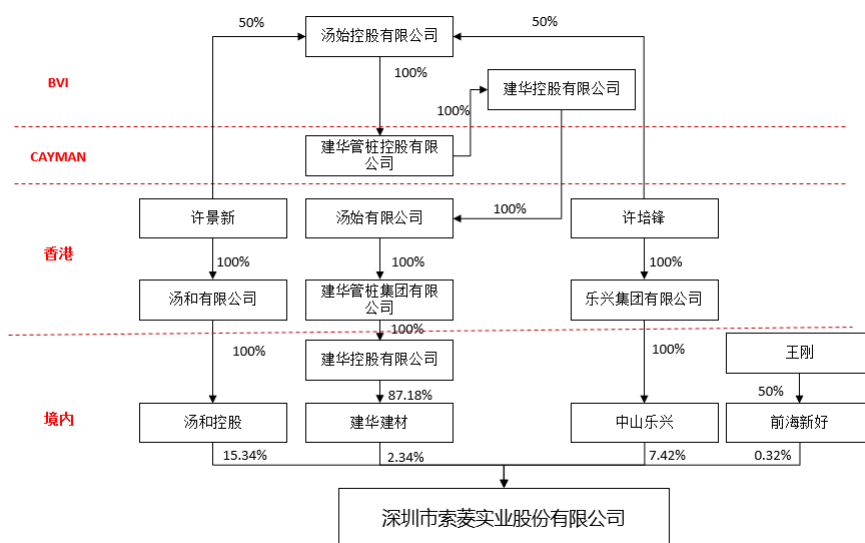 50%
汤始控股有限公司
50%
BVI
100%
建华控股有限公司
100%
CAYMAN
建华管桩控股有限
公司
许景新
汤始有限公司
100%
许培锋
香港
100%
100%
100%
汤和有限公司
建华管桩集团有限
公司
乐兴集团有限公司
100%
100%
建华控股有限公司
100%
王刚
87.18%
50%
境内
汤和控股
建华建材
中山乐兴
前海新好
15.34%
2.34%
7.42%
0.32%
深圳市索菱实业股份有限公司